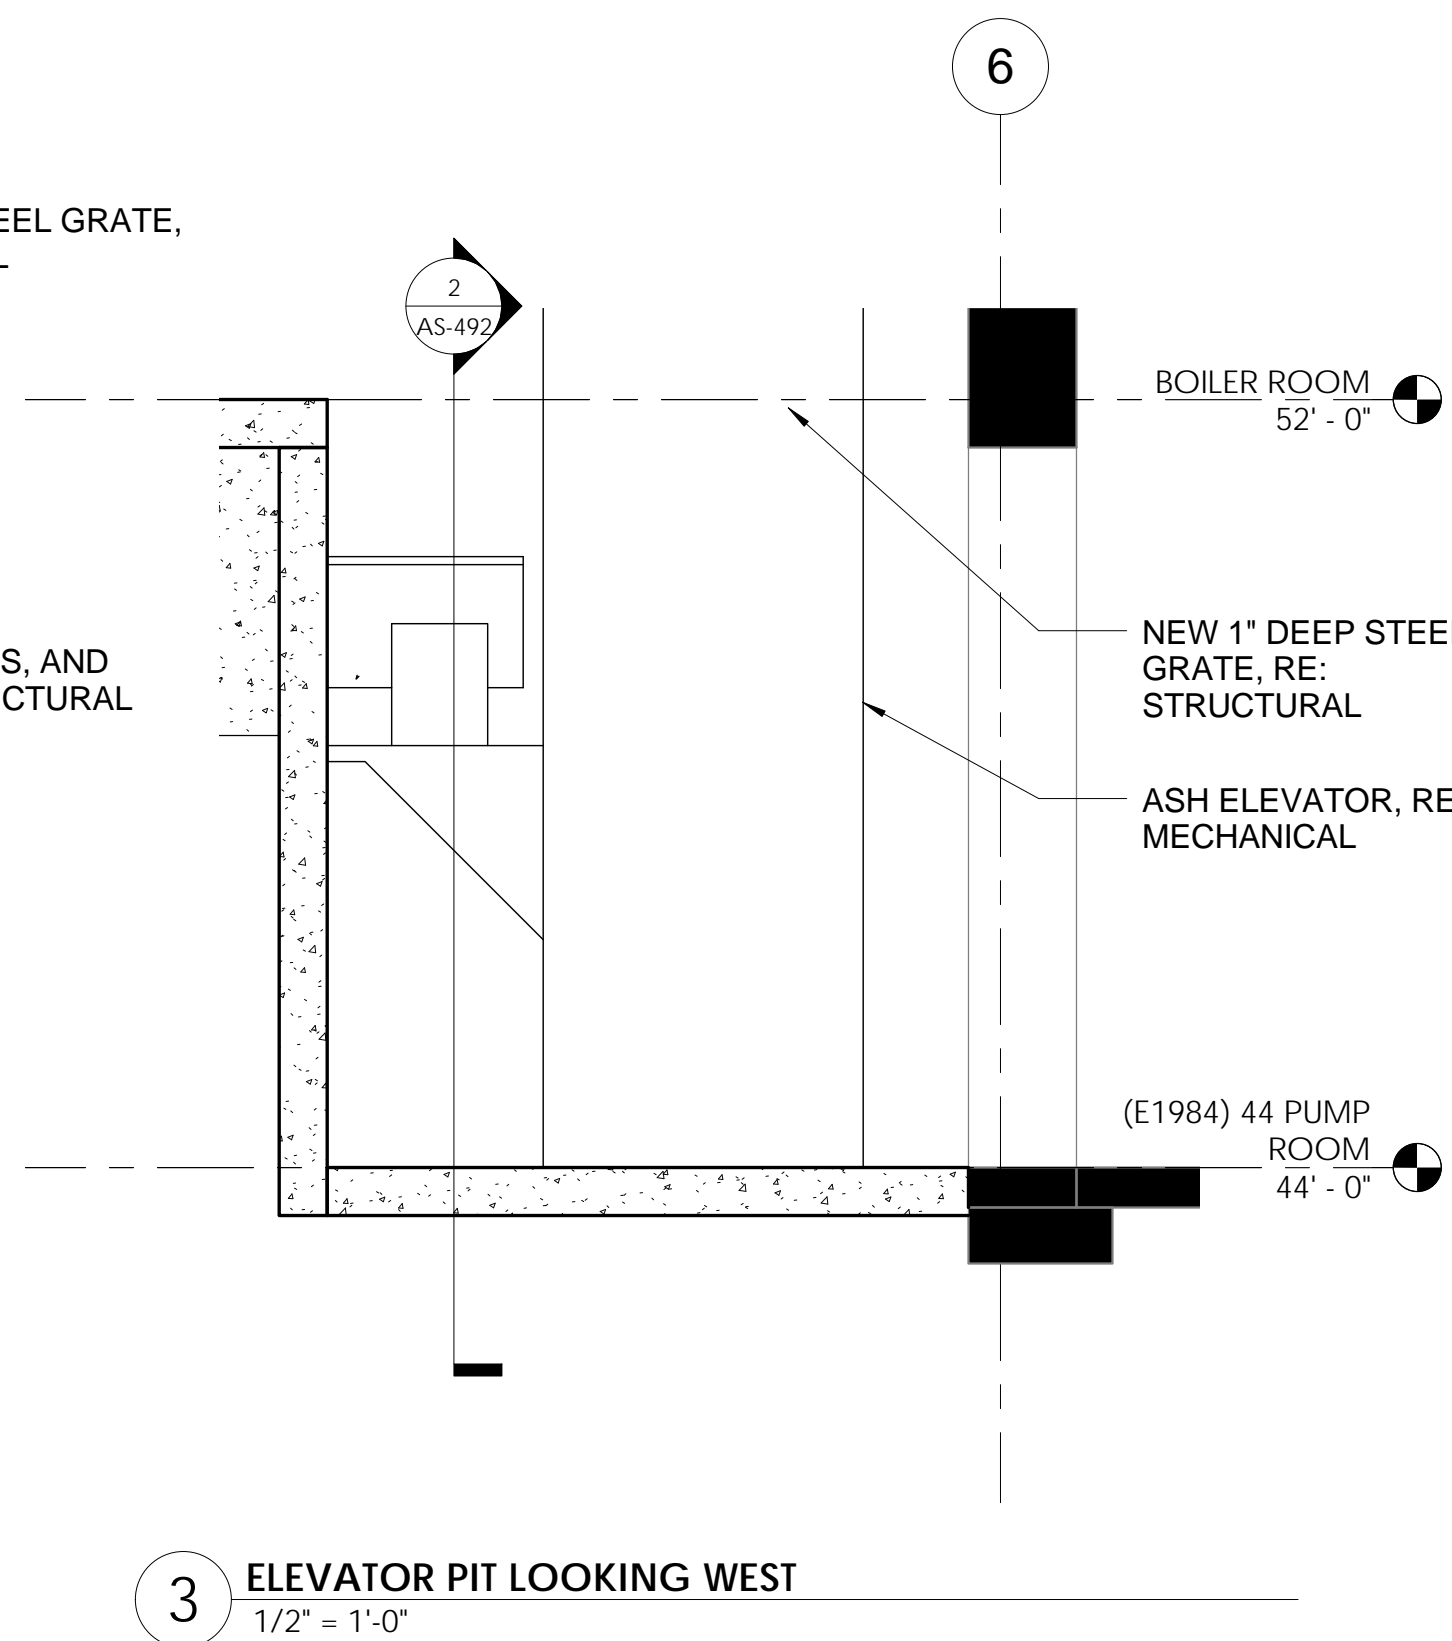 6
EEL GRATE,
2
AS-492
BOILER ROOM
52' - 0"
NEW 1" DEEP STEEL
GRATE, RE:
STRUCTURAL
S, AND
CTURAL
ASH ELEVATOR, RE
MECHANICAL
(E1984) 44 PUMP
ROOM
44' - 0"
3
ELEVATOR PIT LOOKING WEST
1/2" = 1'-0"